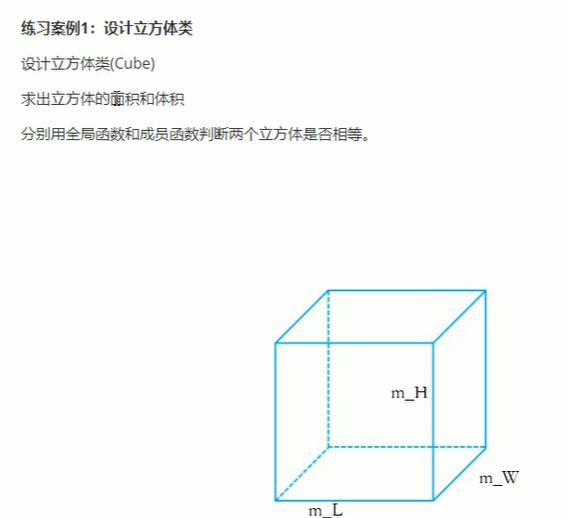 练习案例1：设计立方体类
设计立方体类(Cube)
求出立方体的面积和体积
分别用全局函数和成员函数判断两个立方体是否相等。
m_H
m_W
m_L